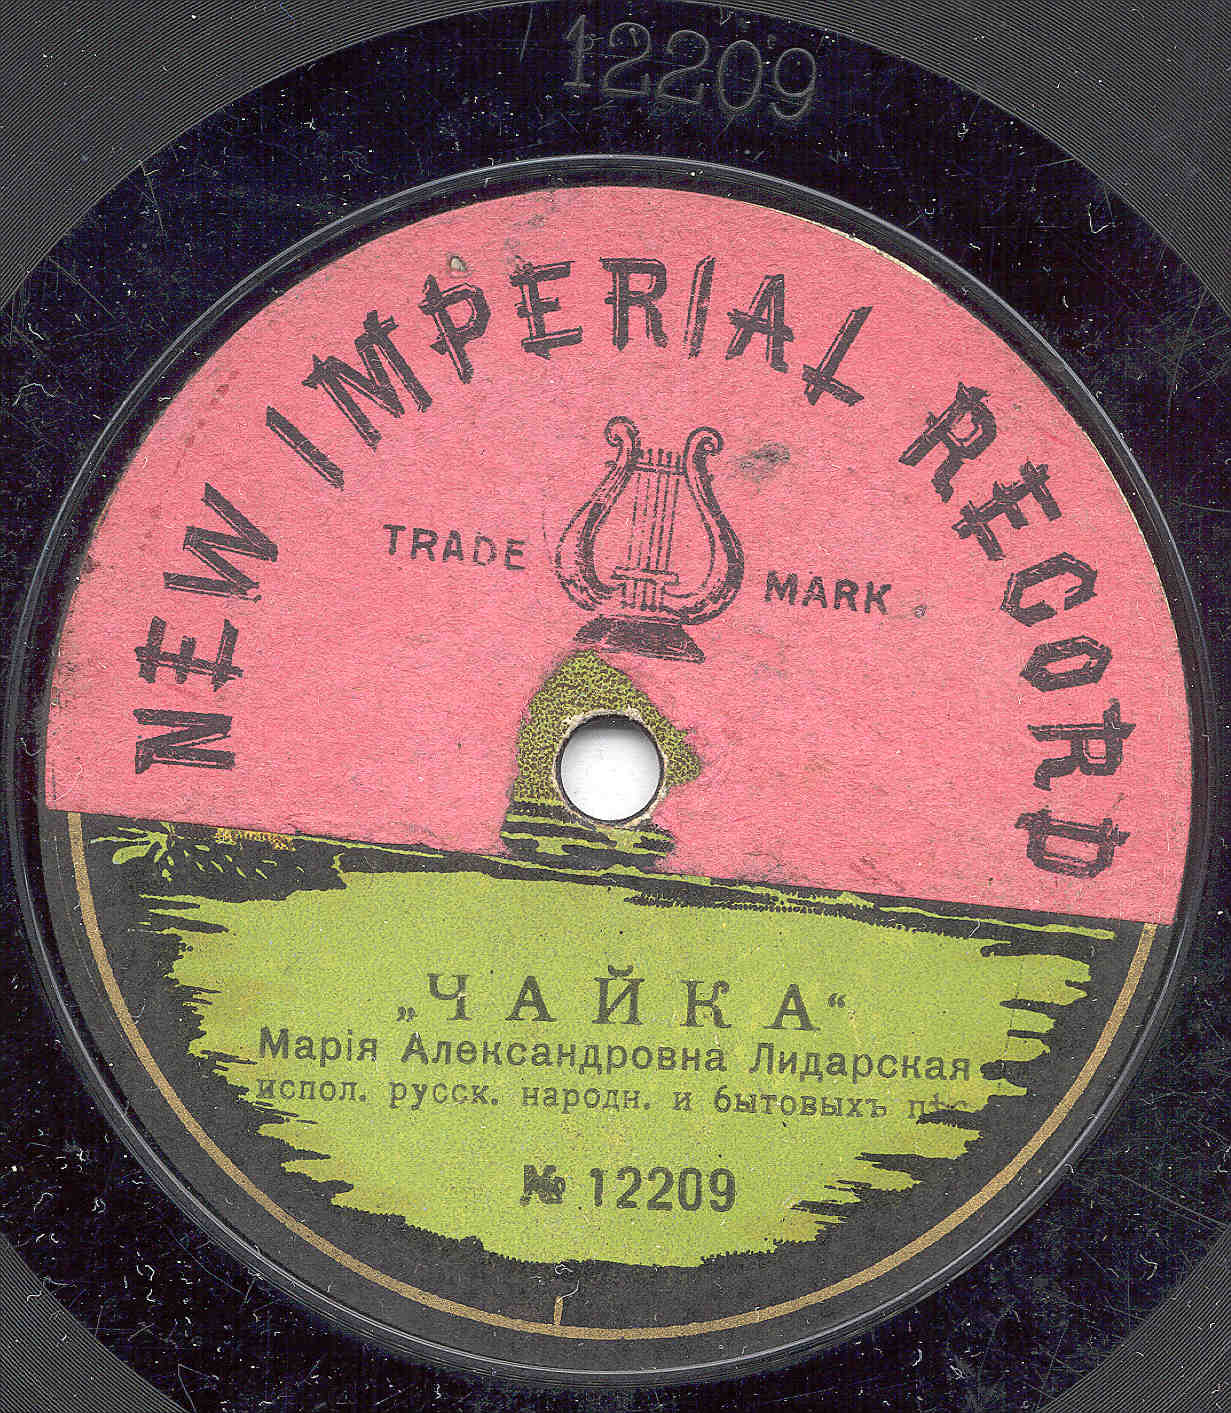 12209
NEW IMPERIAL RECORD
TRADE MARK
„ЧАЙКА“
Марія Александровна Лидарская
испол. русск. народн. и бытовыхъ
№ 12209